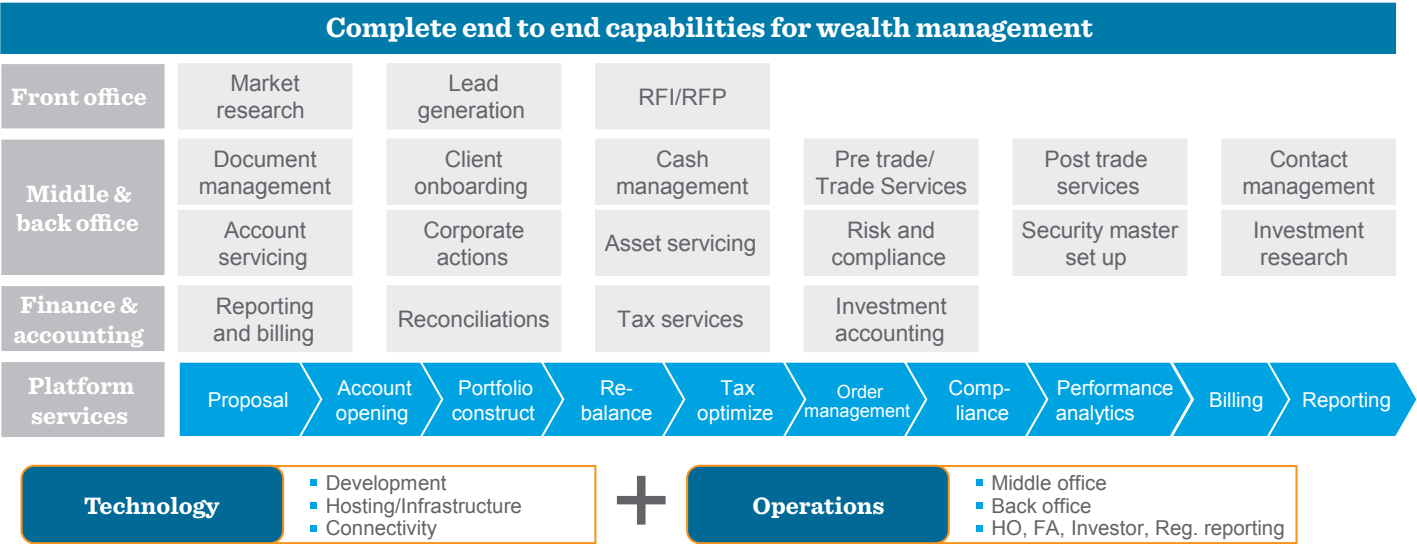 Complete end to end capabilities for wealth management
Front office
Market
research
Lead
generation
RFI/RFP
Middle &
back office
Document
management
Client
onboarding
Cash
management
Pre trade/
Trade Services
Post trade
services
Contact
management
Account
servicing
Corporate
actions
Asset servicing
Risk and
compliance
Security master
set up
Investment
research
Finance &
accounting
Reporting
and billing
Reconciliations
Tax services
Investment
accounting
Platform
services
Proposal
Account
opening
Portfolio
construct
Re-
balance
Tax
optimize
Order
management
Comp-
liance
Performance
analytics
Billing
Reporting
Technology
▪ Development
▪ Hosting/Infrastructure
▪ Connectivity
+
Operations
▪ Middle office
▪ Back office
▪ HO, FA, Investor, Reg. reporting